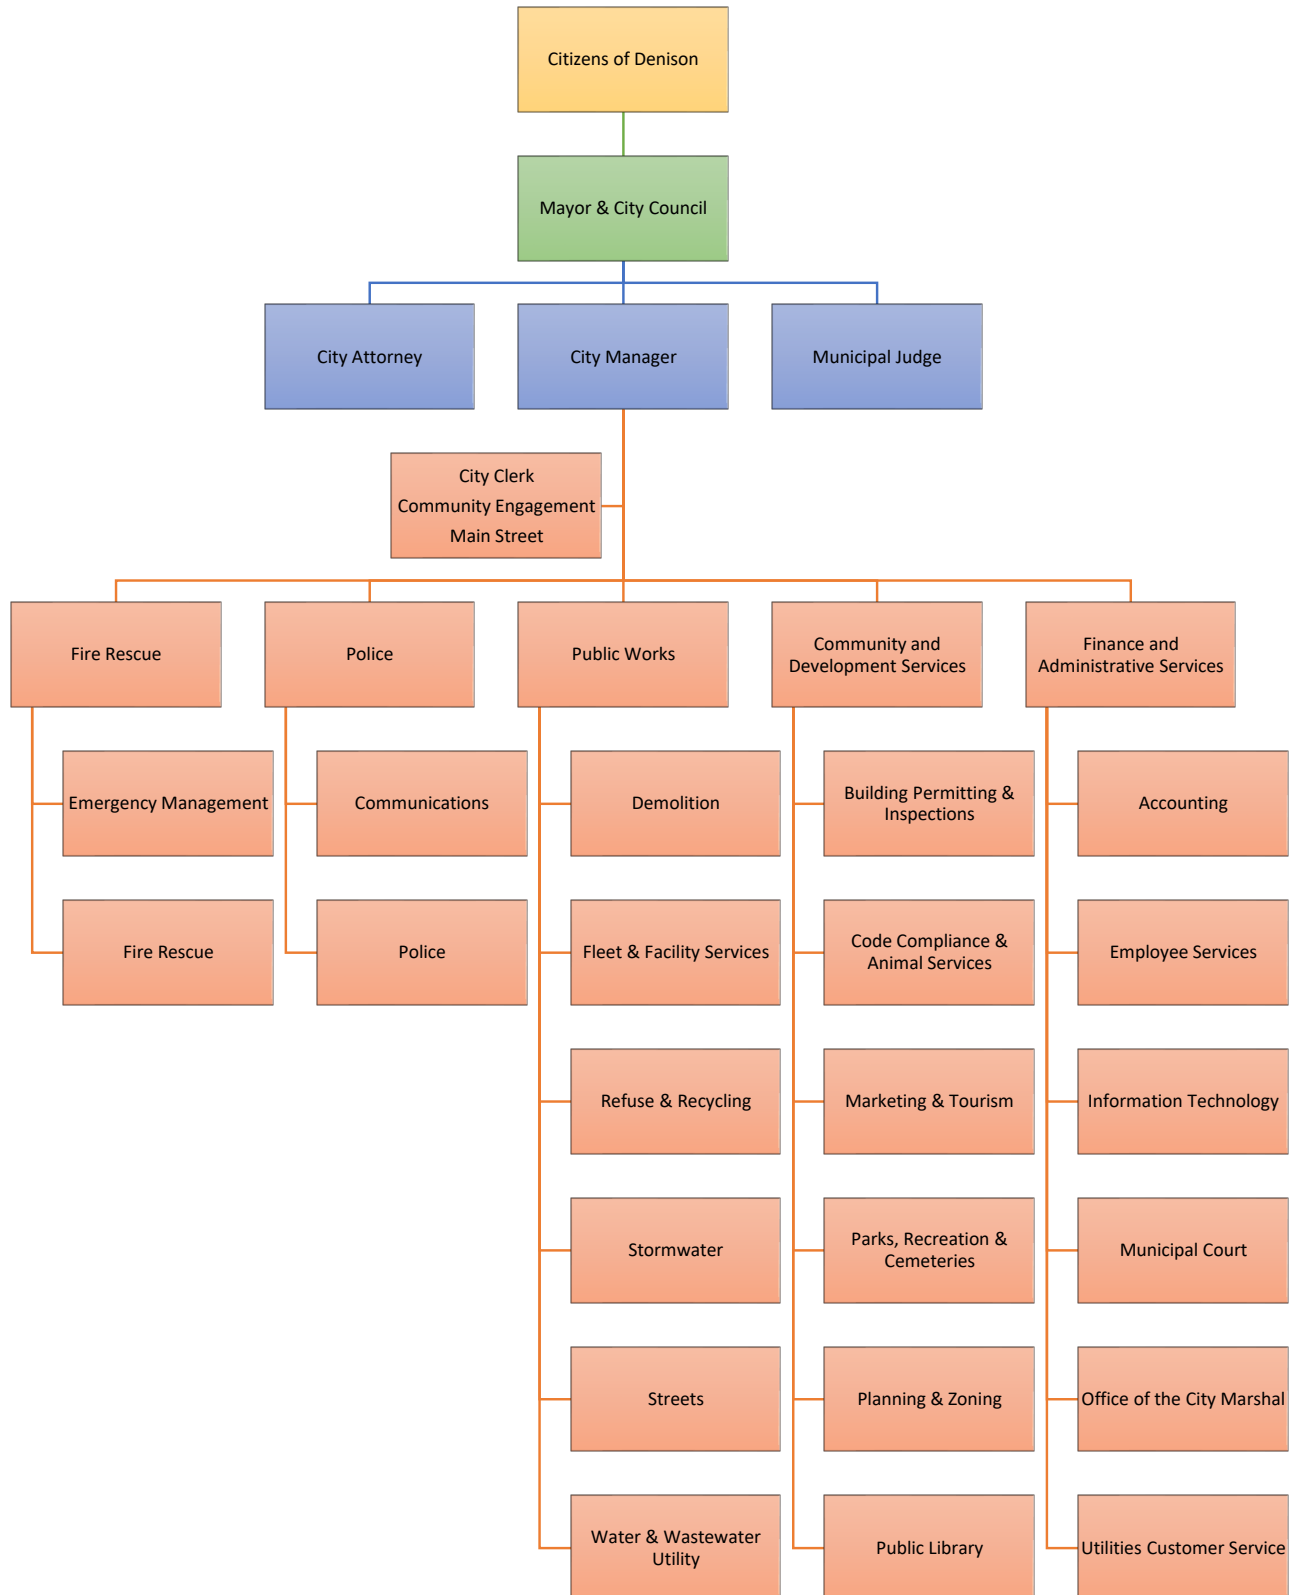 Citizens of Denison
Mayor & City Council
City Attorney
City Manager
Municipal Judge
City Clerk
Community Engagement
Main Street
Fire Rescue
Police
Public Works
Community and
Development Services
Finance and
Administrative Services
Emergency Management
Communications
Demolition
Building Permitting &
Inspections
Accounting
Fire Rescue
Police
Fleet & Facility Services
Code Compliance &
Animal Services
Employee Services
Refuse & Recycling
Marketing & Tourism
Information Technology
Stormwater
Parks, Recreation &
Cemeteries
Municipal Court
Streets
Planning & Zoning
Office of the City Marshal
Water & Wastewater
Utility
Public Library
Utilities Customer Service